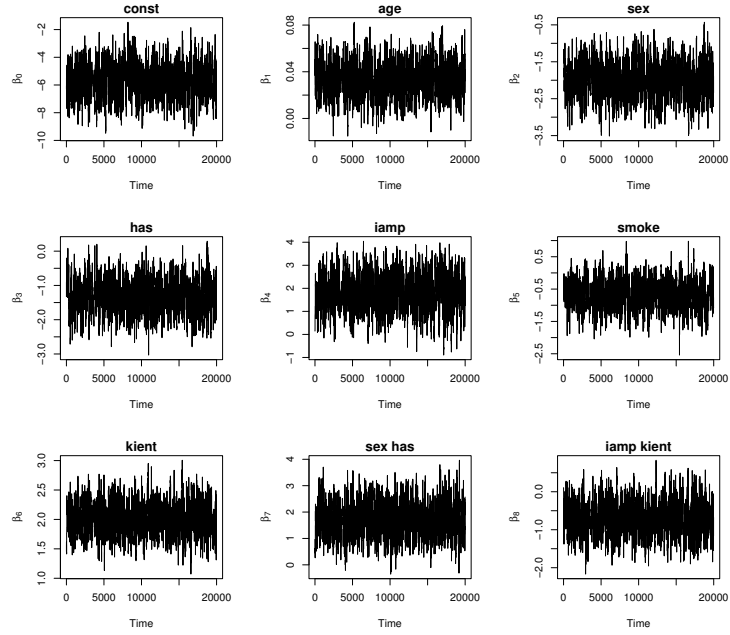 const
β0
−10 −8 −6 −4 −2
0 5000 10000 20000
Time
age
β1
0.00 0.04 0.08
0 5000 10000 20000
Time
sex
β2
−3.5 −2.5 −1.5 −0.5
0 5000 10000 20000
Time
has
β3
−3.0 −2.0 −1.0 0.0
0 5000 10000 20000
Time
iamp
β4
−1 0 1 2 3 4
0 5000 10000 20000
Time
smoke
β5
−2.5 −1.5 −0.5 0.5
0 5000 10000 20000
Time
kient
β6
1.0 1.5 2.0 2.5 3.0
0 5000 10000 20000
Time
sex has
β7
0 1 2 3 4
0 5000 10000 20000
Time
iamp kient
β8
−2.0 −1.0 0.0
0 5000 10000 20000
Time